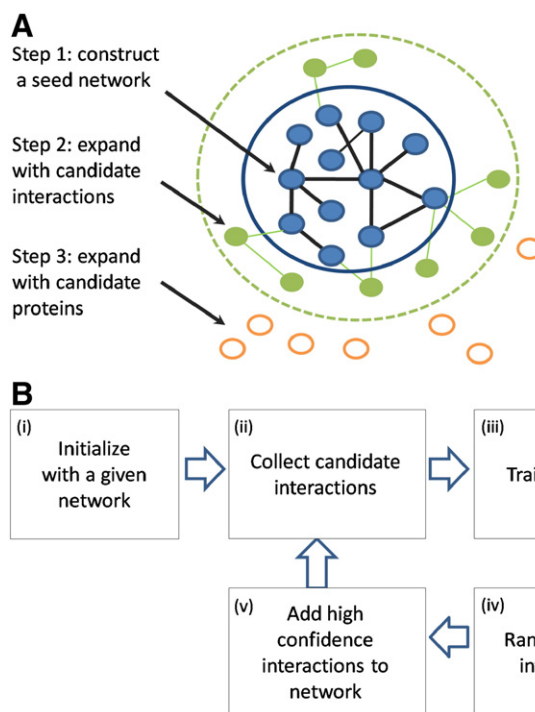 A
Step 1: construct
a seed network
Step 2: expand
with candidate
interactions
Step 3: expand
with candidate
proteins
B
(i)
Initialize
with a given
network
(ii)
Collect candidate
interactions
(iii)
(v)
Add high
confidence
interactions to
network
(iv)